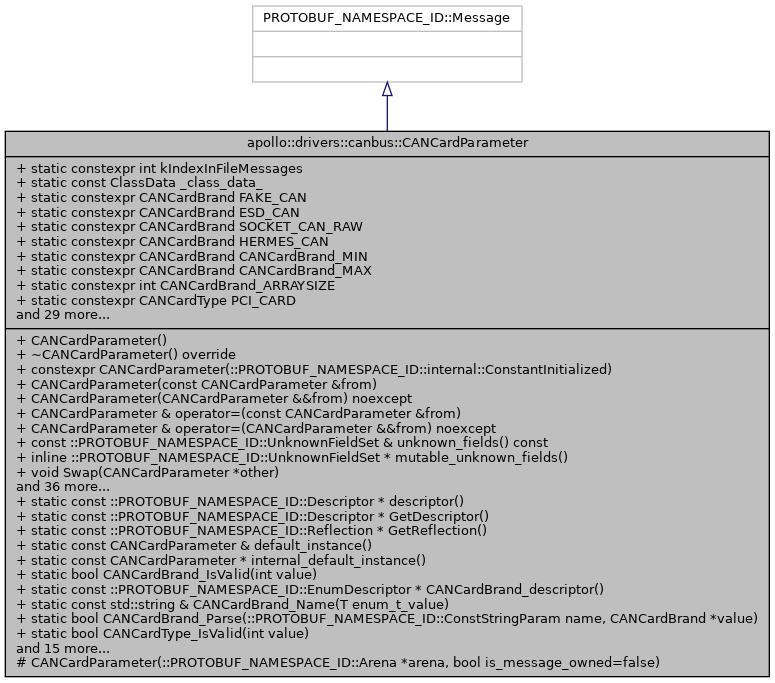 PROTOBUF_NAMESPACE_ID::Message
apollo::drivers::canbus::CANCardParameter
+ static constexpr int kIndexInFileMessages
+ static const ClassData _class_data_
+ static constexpr CANCardBrand FAKE_CAN
+ static constexpr CANCardBrand ESD_CAN
+ static constexpr CANCardBrand SOCKET_CAN_RAW
+ static constexpr CANCardBrand HERMES_CAN
+ static constexpr CANCardBrand CANCardBrand_MIN
+ static constexpr CANCardBrand CANCardBrand_MAX
+ static constexpr int CANCardBrand_ARRAYSIZE
+ static constexpr CANCardType PCI_CARD
and 29 more...
+ CANCardParameter()
+ ~CANCardParameter() override
+ constexpr CANCardParameter(::PROTOBUF_NAMESPACE_ID::internal::ConstantInitialized)
+ CANCardParameter(const CANCardParameter &from)
+ CANCardParameter(CANCardParameter &&from) noexcept
+ CANCardParameter & operator=(const CANCardParameter &from)
+ CANCardParameter & operator=(CANCardParameter &&from) noexcept
+ const ::PROTOBUF_NAMESPACE_ID::UnknownFieldSet & unknown_fields() const
+ inline ::PROTOBUF_NAMESPACE_ID::UnknownFieldSet * mutable_unknown_fields()
+ void Swap(CANCardParameter *other)
and 36 more...
+ static const ::PROTOBUF_NAMESPACE_ID::Descriptor * descriptor()
+ static const ::PROTOBUF_NAMESPACE_ID::Descriptor * GetDescriptor()
+ static const ::PROTOBUF_NAMESPACE_ID::Reflection * GetReflection()
+ static const CANCardParameter & default_instance()
+ static const CANCardParameter * internal_default_instance()
+ static bool CANCardBrand_IsValid(int value)
+ static const ::PROTOBUF_NAMESPACE_ID::EnumDescriptor * CANCardBrand_descriptor()
+ static const std::string & CANCardBrand_Name(T enum_t_value)
+ static bool CANCardBrand_Parse(::PROTOBUF_NAMESPACE_ID::ConstStringParam name, CANCardBrand *value)
+ static bool CANCardType_IsValid(int value)
and 15 more...
# CANCardParameter(::PROTOBUF_NAMESPACE_ID::Arena *arena, bool is_message_owned=false)